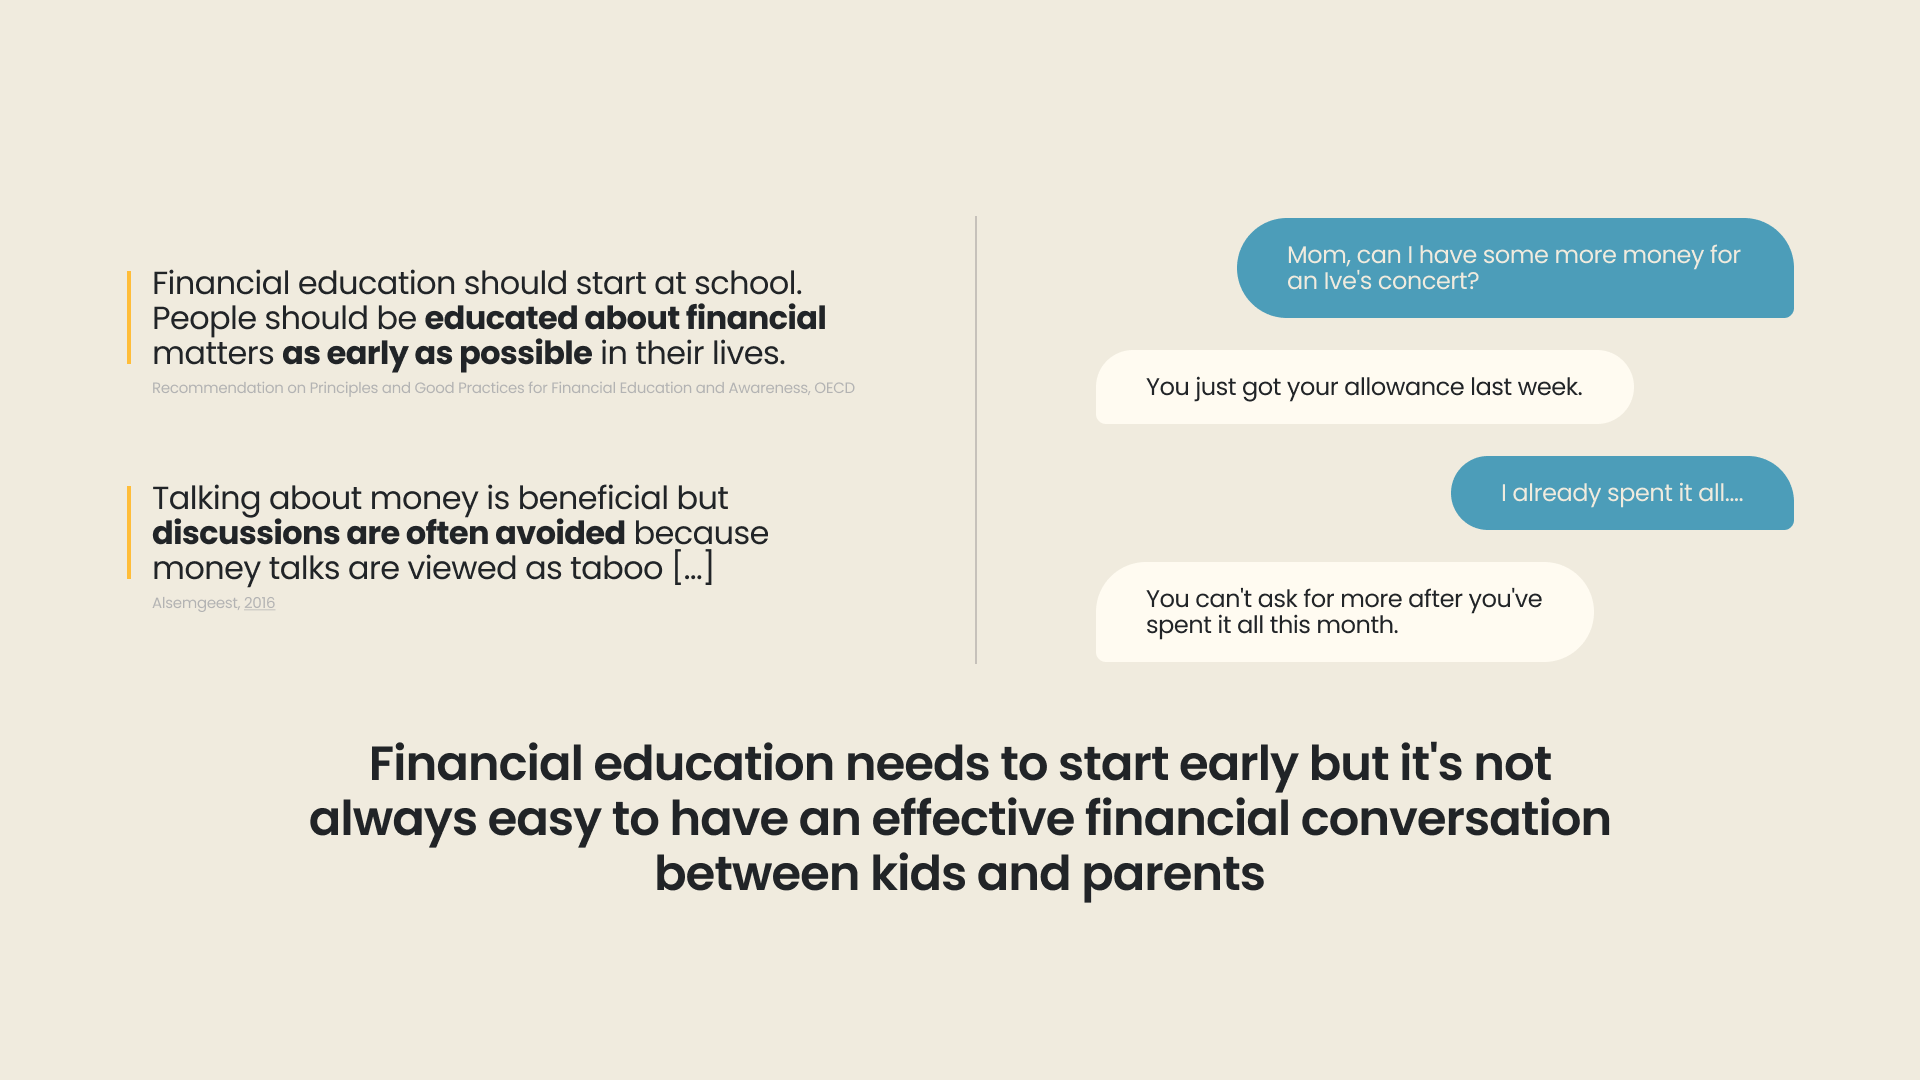 Financial education should start at school.
People should be educated about financial
matters as early as possible in their lives.
Recommendation on Principles and Good Practices for Financial Education and Awareness, OECD
Talking about money is beneficial but
discussions are often avoided because
money talks are viewed as taboo [...]
Alsemgeest, 2016
Mom, can I have some more money for
an Ive's concert?
You just got your allowance last week.
I already spent it all....
You can't ask for more after you've
spent it all this month.
Financial education needs to start early but it's not
always easy to have an effective financial conversation
between kids and parents